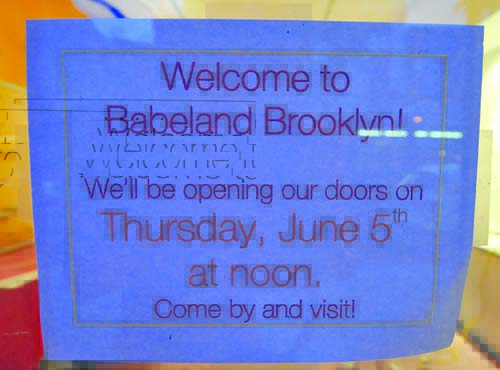 Welcome to
Babeland Brooklyn!
We'll be opening our doors on
Thursday, June 5th
at noon.
Come by and visit!